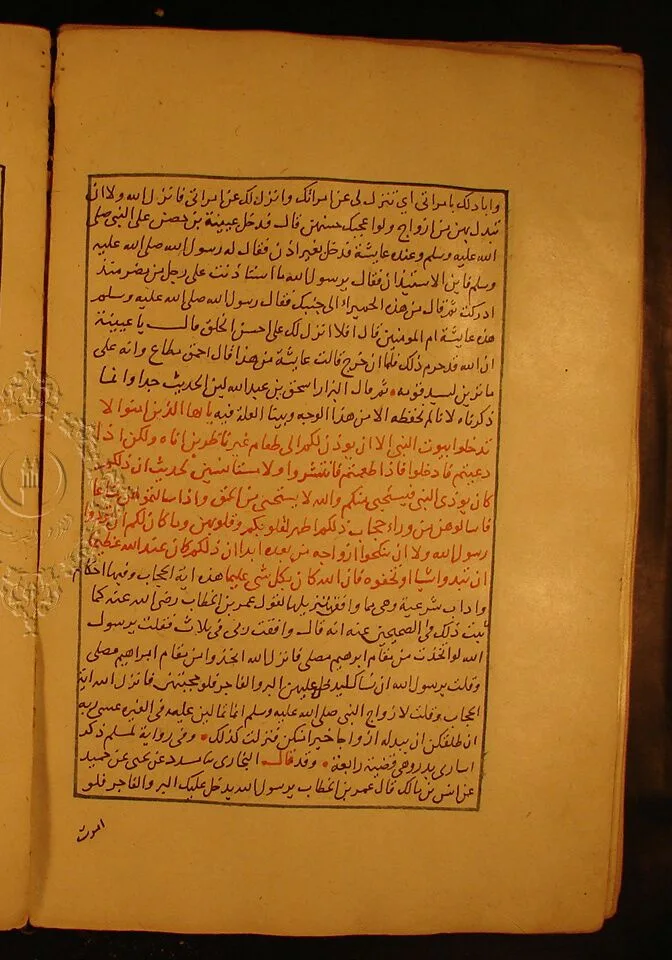 وابادلك بامراتي اي تنزل لي عن امراتك وانزل لك عن امراتي فانزل الله ولا ان
تبدل بهن من ازواج ولو اعجبك حسنهن قال فدخل عيينة بن حصن على النبي صلى
الله عليه وسلم وعنده عايشة فدخل بغير اذن فقال له رسول الله صلى الله عليه
وسلم فاين الاستيذان فقال يرسول الله ما استاذنت على رجل من مضر منذ
ادركت ثم قال من هذه الحميراء الى جنبك فقال رسول الله صلى الله عليه وسلم
هذه عايشة ام المومنين قال افلا انزل لك على احسن الخلق قال يا عيينة
ان الله قد حرم ذلك فلما ان خرج قالت عايشة من هذا قال احمق مطاع وانه على
ما ترين لسيد قومه ثم قال البزار اسحق بن عبد الله لين الحديث جدا وانما
ذكرناه لانا لم نحفظه الا من هذا الوجه وبينا العلة فيه يا ايها الذين امنوا لا
تدخلوا بيوت النبي الا ان يوذن لكم الى طعام غير ناظرين اناه ولكن اذا
دعيتم فادخلوا فاذا طعمتم فانتشروا ولا مستانسين لحديث ان ذلكم
كان يوذي النبي فيستحيي منكم والله لا يستحيي من الحق واذا سالتموهن متاعا
فاسالوهن من وراء حجاب ذلكم اطهر لقلوبكم وقلوبهن وما كان لكم ان توذوا
رسول الله ولا ان تنكحوا ازواجه من بعده ابدا ان ذلكم كان عند الله عظيما
ان تبدوا شيا او تخفوه فان الله كان بكل شي عليما هذه اية الحجاب وفيها احكام
واداب شرعية وهي مما وافق تنزيلها لقول عمر بن الخطاب رضي الله عنه كما
ثبت ذلك في الصحيحين عنه انه قال وافقت ربي في ثلاث فقلت يرسول
الله لو اتخذت من مقام ابرهيم مصلى فانزل الله اتخذوا من مقام ابراهيم مصلى
وقلت يرسول الله ان نساك يدخل عليهن البر والفاجر فلو حجبتهن فانزل الله اية
الحجاب وقلت لازواج النبي صلى الله عليه وسلم لما تمالين عليه في الغيرة عسى ربه
ان طلقكن ان يبدله ازواجا خيرا منكن فنزلت كذلك وفي رواية لمسلم ذكر
اسارى بدر وهي قضية رابعة وقد قال البخاري سا مسدد عن يحيى عن حميد
عن انس بن مالك قال عمر بن الخطاب يرسول الله يدخل عليك البر والفاجر فلو
امرت